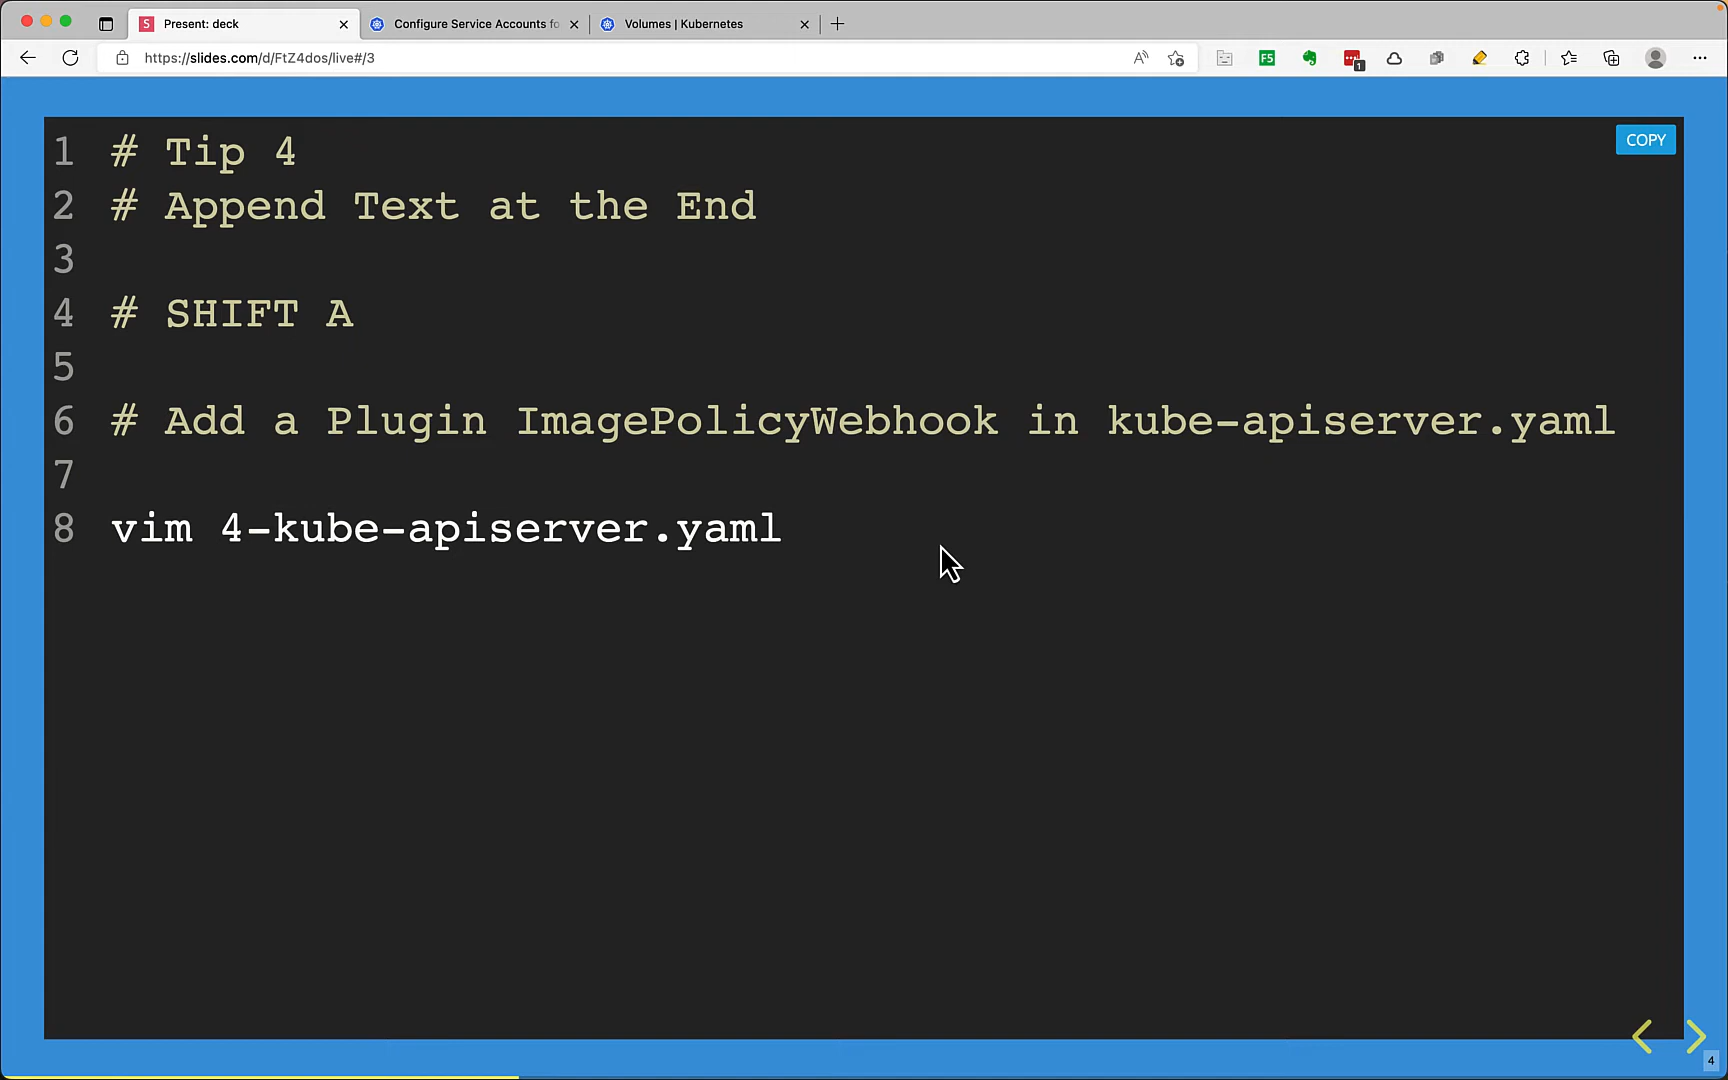 Present: deck
Configure Service Accounts fo
Volumes | Kubernetes
https://slides.com/d/FtZ4dos/live#/3
F5
1
COPY
1 # Tip 4
2 # Append Text at the End
3
4 # SHIFT A
5
6 # Add a Plugin ImagePolicyWebhook in kube-apiserver.yaml
7
8 vim 4-kube-apiserver.yaml
4